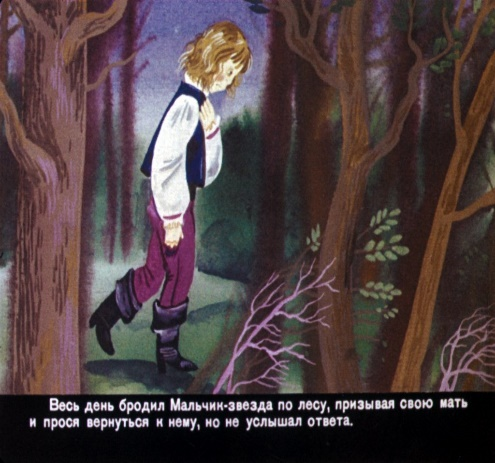 Весь день бродил Мальчик-звезда по лесу, призывая свою мать
и прося вернуться к нему, но не услышал ответа.